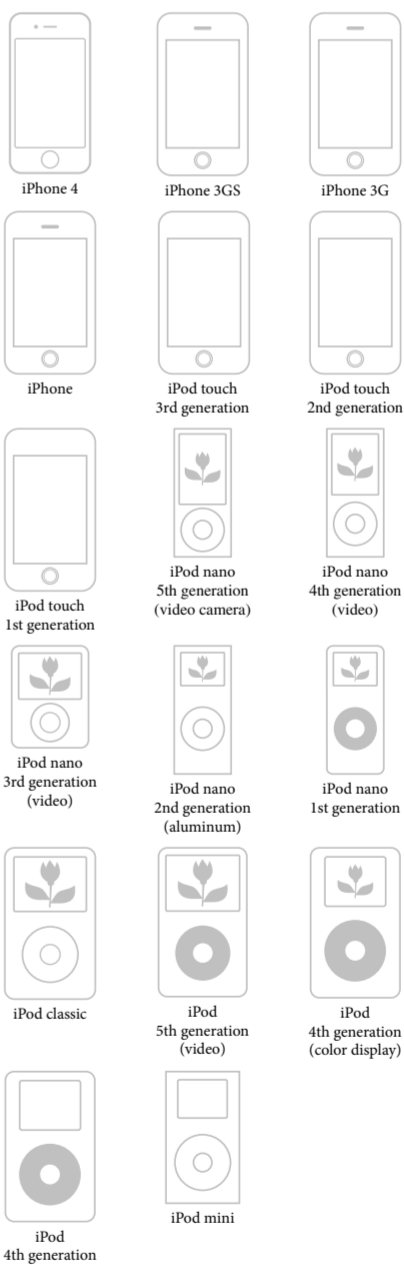 iPhone 4
iPhone 3GS
iPhone 3G
iPhone
iPod touch
3rd generation
iPod touch
2nd generation
iPod touch
1st generation
iPod nano
5th generation
(video camera)
iPod nano
4th generation
(video)
iPod nano
3rd generation
(video)
iPod nano
2nd generation
(aluminum)
iPod nano
1st generation
iPod classic
iPod
5th generation
(video)
iPod
4th generation
(color display)
iPod
4th generation
iPod mini